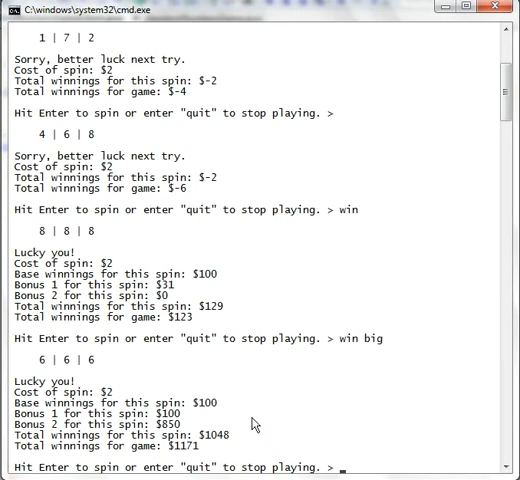 C:\windows\system32\cmd.exe
1 | 7 | 2
Sorry, better luck next try.
Cost of spin: $2
Total winnings for this spin: $-2
Total winnings for game: $-4
Hit Enter to spin or enter "quit" to stop playing. >
4 | 6 | 8
Sorry, better luck next try.
Cost of spin: $2
Total winnings for this spin: $-2
Total winnings for game: $-6
Hit Enter to spin or enter "quit" to stop playing. > win
8 | 8 | 8
Lucky you!
Cost of spin: $2
Base winnings for this spin: $100
Bonus 1 for this spin: $31
Bonus 2 for this spin: $0
Total winnings for this spin: $129
Total winnings for game: $123
Hit Enter to spin or enter "quit" to stop playing. > win big
6 | 6 | 6
Lucky you!
Cost of spin: $2
Base winnings for this spin: $100
Bonus 1 for this spin: $100
Bonus 2 for this spin: $850
Total winnings for this spin: $1048
Total winnings for game: $1171
Hit Enter to spin or enter "quit" to stop playing. > _